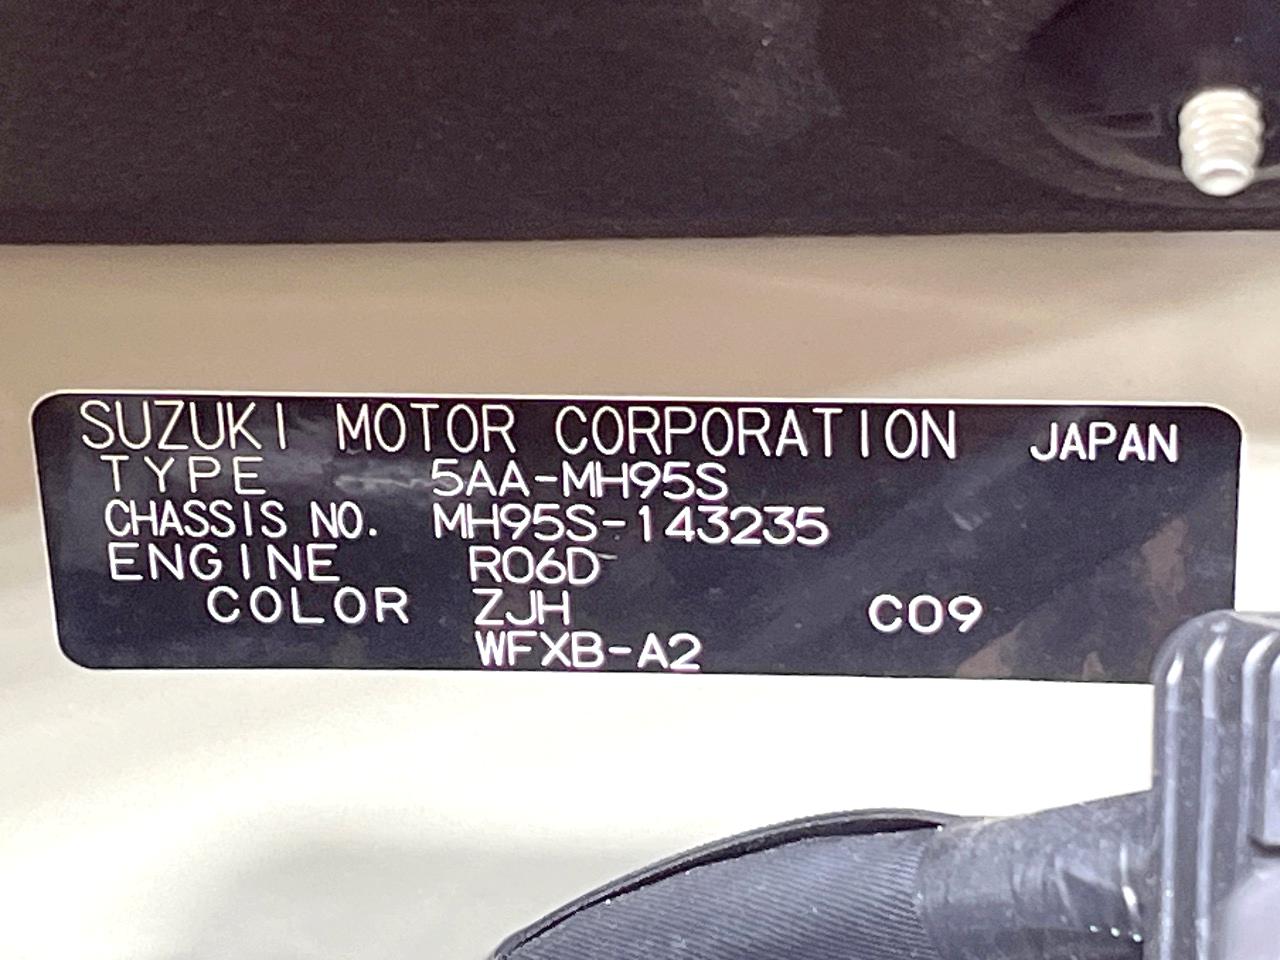 SUZUKI MOTOR CORPORATION JAPAN
TYPE 5AA-MH95S
CHASSIS NO. MH95S-143235
ENGINE R06D
COLOR ZJH C09
WFXB-A2